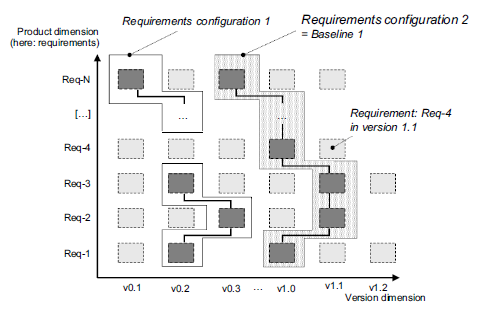 Product dimension
(here: requirements)
Requirements configuration 1
Requirements configuration 2
= Baseline 1
Req-N
[...]
...
...
Req-4
Requirement: Req-4
in version 1.1
Req-3
Req-2
Req-1
v0.1
v0.2
v0.3
...
v1.0
v1.1
v1.2
Version dimension